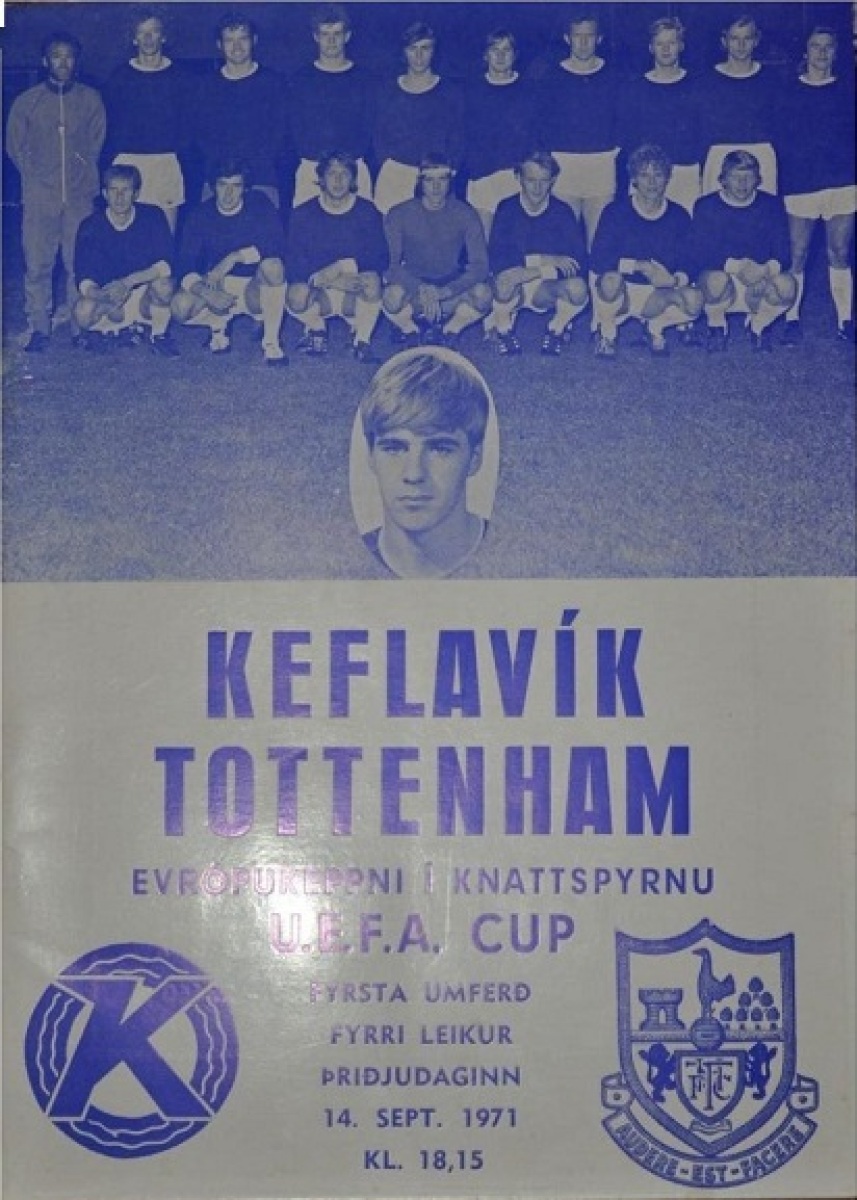 KEFLAVÍK
TOTTENHAM
EVRÓPUKEPPNI Í KNATTSPYRNU
U.E.F.A. CUP
FYRSTA UMFERÐ
FYRRI LEIKUR
ÞRIÐJUDAGINN
14. SEPT. 1971
KL. 18,15
K
TFHC
AUDERE-EST-FACERE